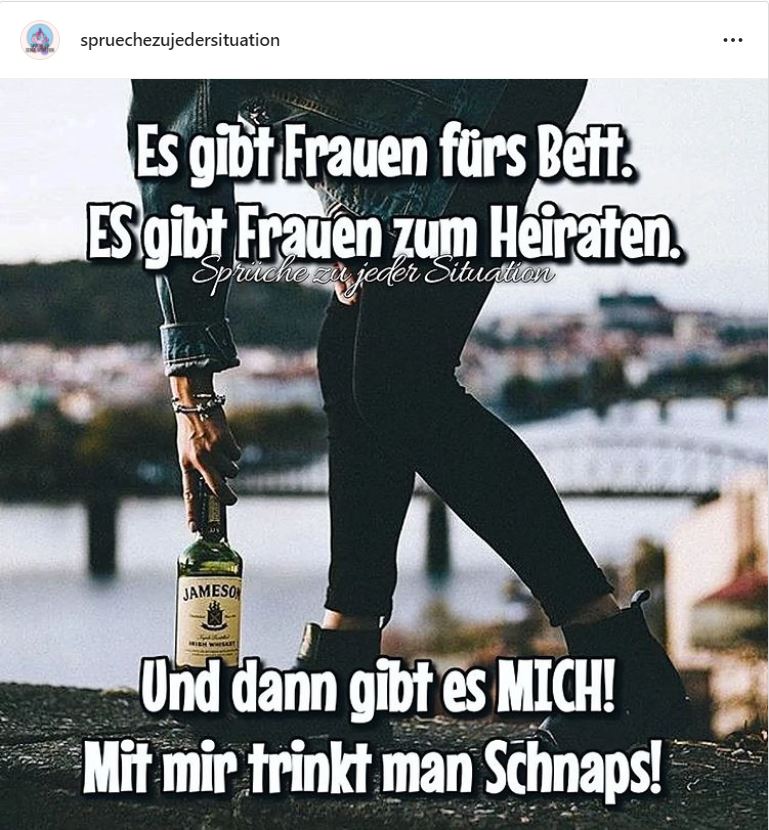 spruechezujedersituation
Es gibt Frauen fürs Bett.
ES gibt Frauen zum Heiraten.
Sprüche zu jeder Situation
JAMESON
IRISH WHISKEY
Und dann gibt es MICH!
Mit mir trinkt man Schnaps!